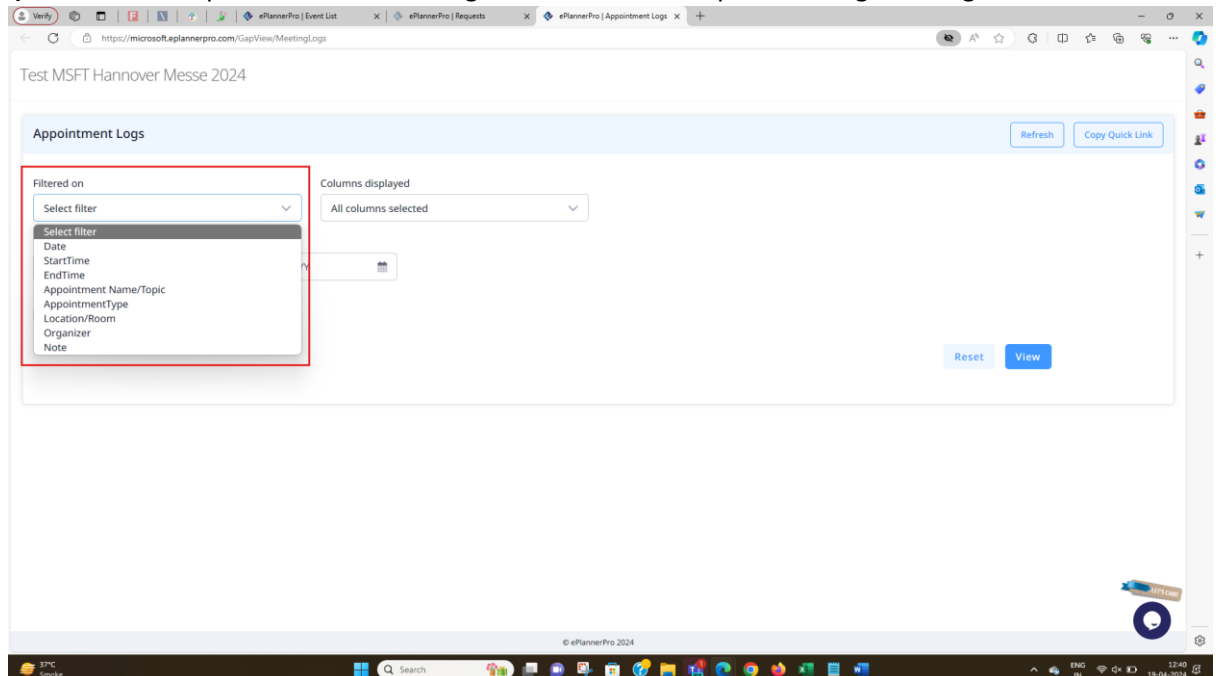 Verify
ePlannerPro | Event List
ePlannerPro | Requests
ePlannerPro | Appointment Logs
https://microsoft.eplannerpro.com/GapView/MeetingLogs
Test MSFT Hannover Messe 2024
Appointment Logs
Refresh
Copy Quick Link
Filtered on
Columns displayed
Select filter
All columns selected
Select filter
Date
StartTime
EndTime
Appointment Name/Topic
AppointmentType
Location/Room
Organizer
Note
Reset
View
© ePlannerPro 2024
37°C
Smoke
Search
ENG
IN
12:40
19-04-2024